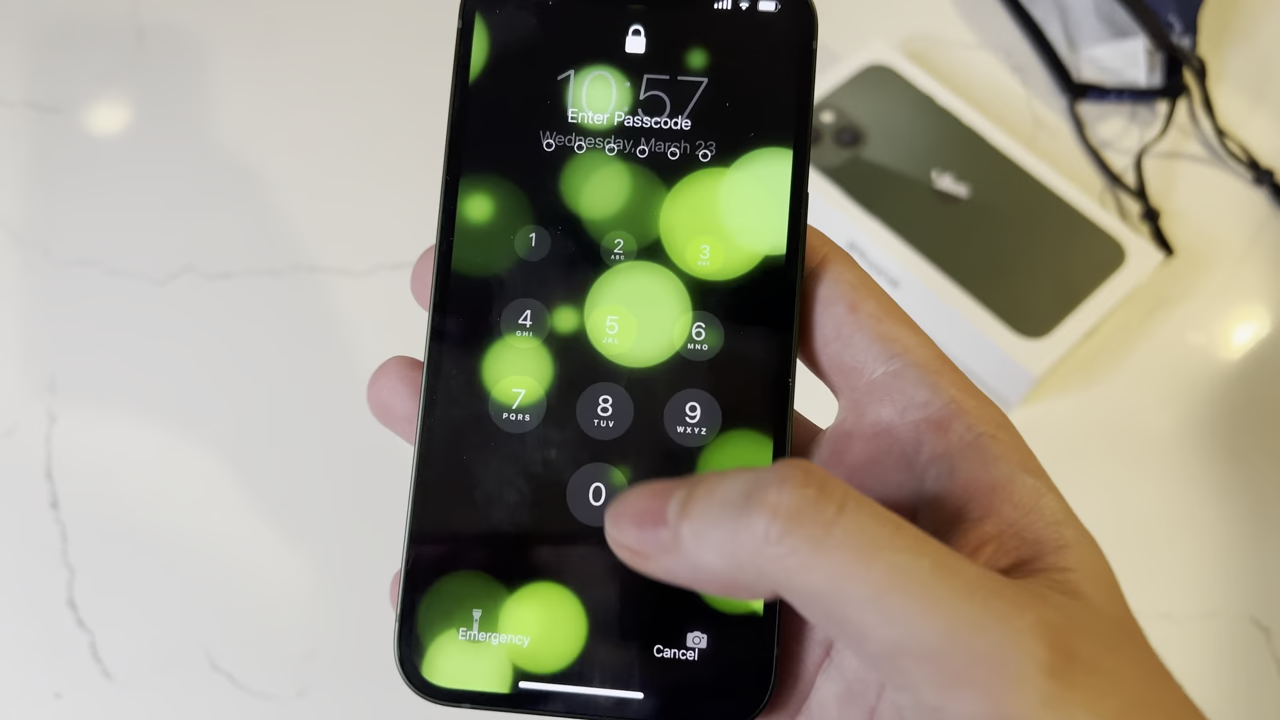 10:57
Enter Passcode
Wednesday, March 23
1
2
ABC
3
DEF
4
GHI
5
JKL
6
MNO
7
PQRS
8
TUV
9
WXYZ
0
Emergency
Cancel